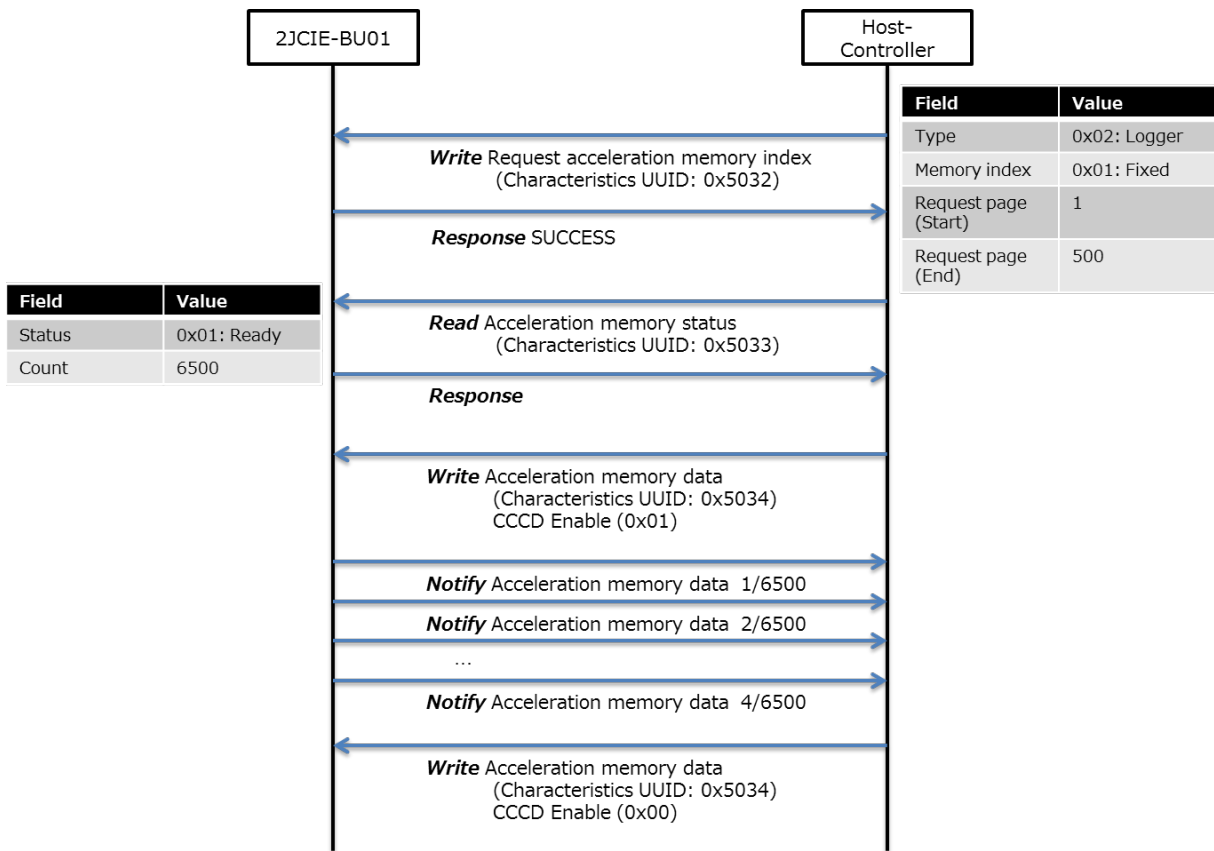 2JCIE-BU01
Host-
Controller
Field Value
Type 0x02: Logger
Memory index 0x01: Fixed
Request page
(Start)
1
Request page
(End)
500
Write Request acceleration memory index
(Characteristics UUID: 0x5032)
Response SUCCESS
Field Value
Status 0x01: Ready
Count 6500
Read Acceleration memory status
(Characteristics UUID: 0x5033)
Response
Write Acceleration memory data
(Characteristics UUID: 0x5034)
CCCD Enable (0x01)
Notify Acceleration memory data 1/6500
Notify Acceleration memory data 2/6500
...
Notify Acceleration memory data 4/6500
Write Acceleration memory data
(Characteristics UUID: 0x5034)
CCCD Enable (0x00)